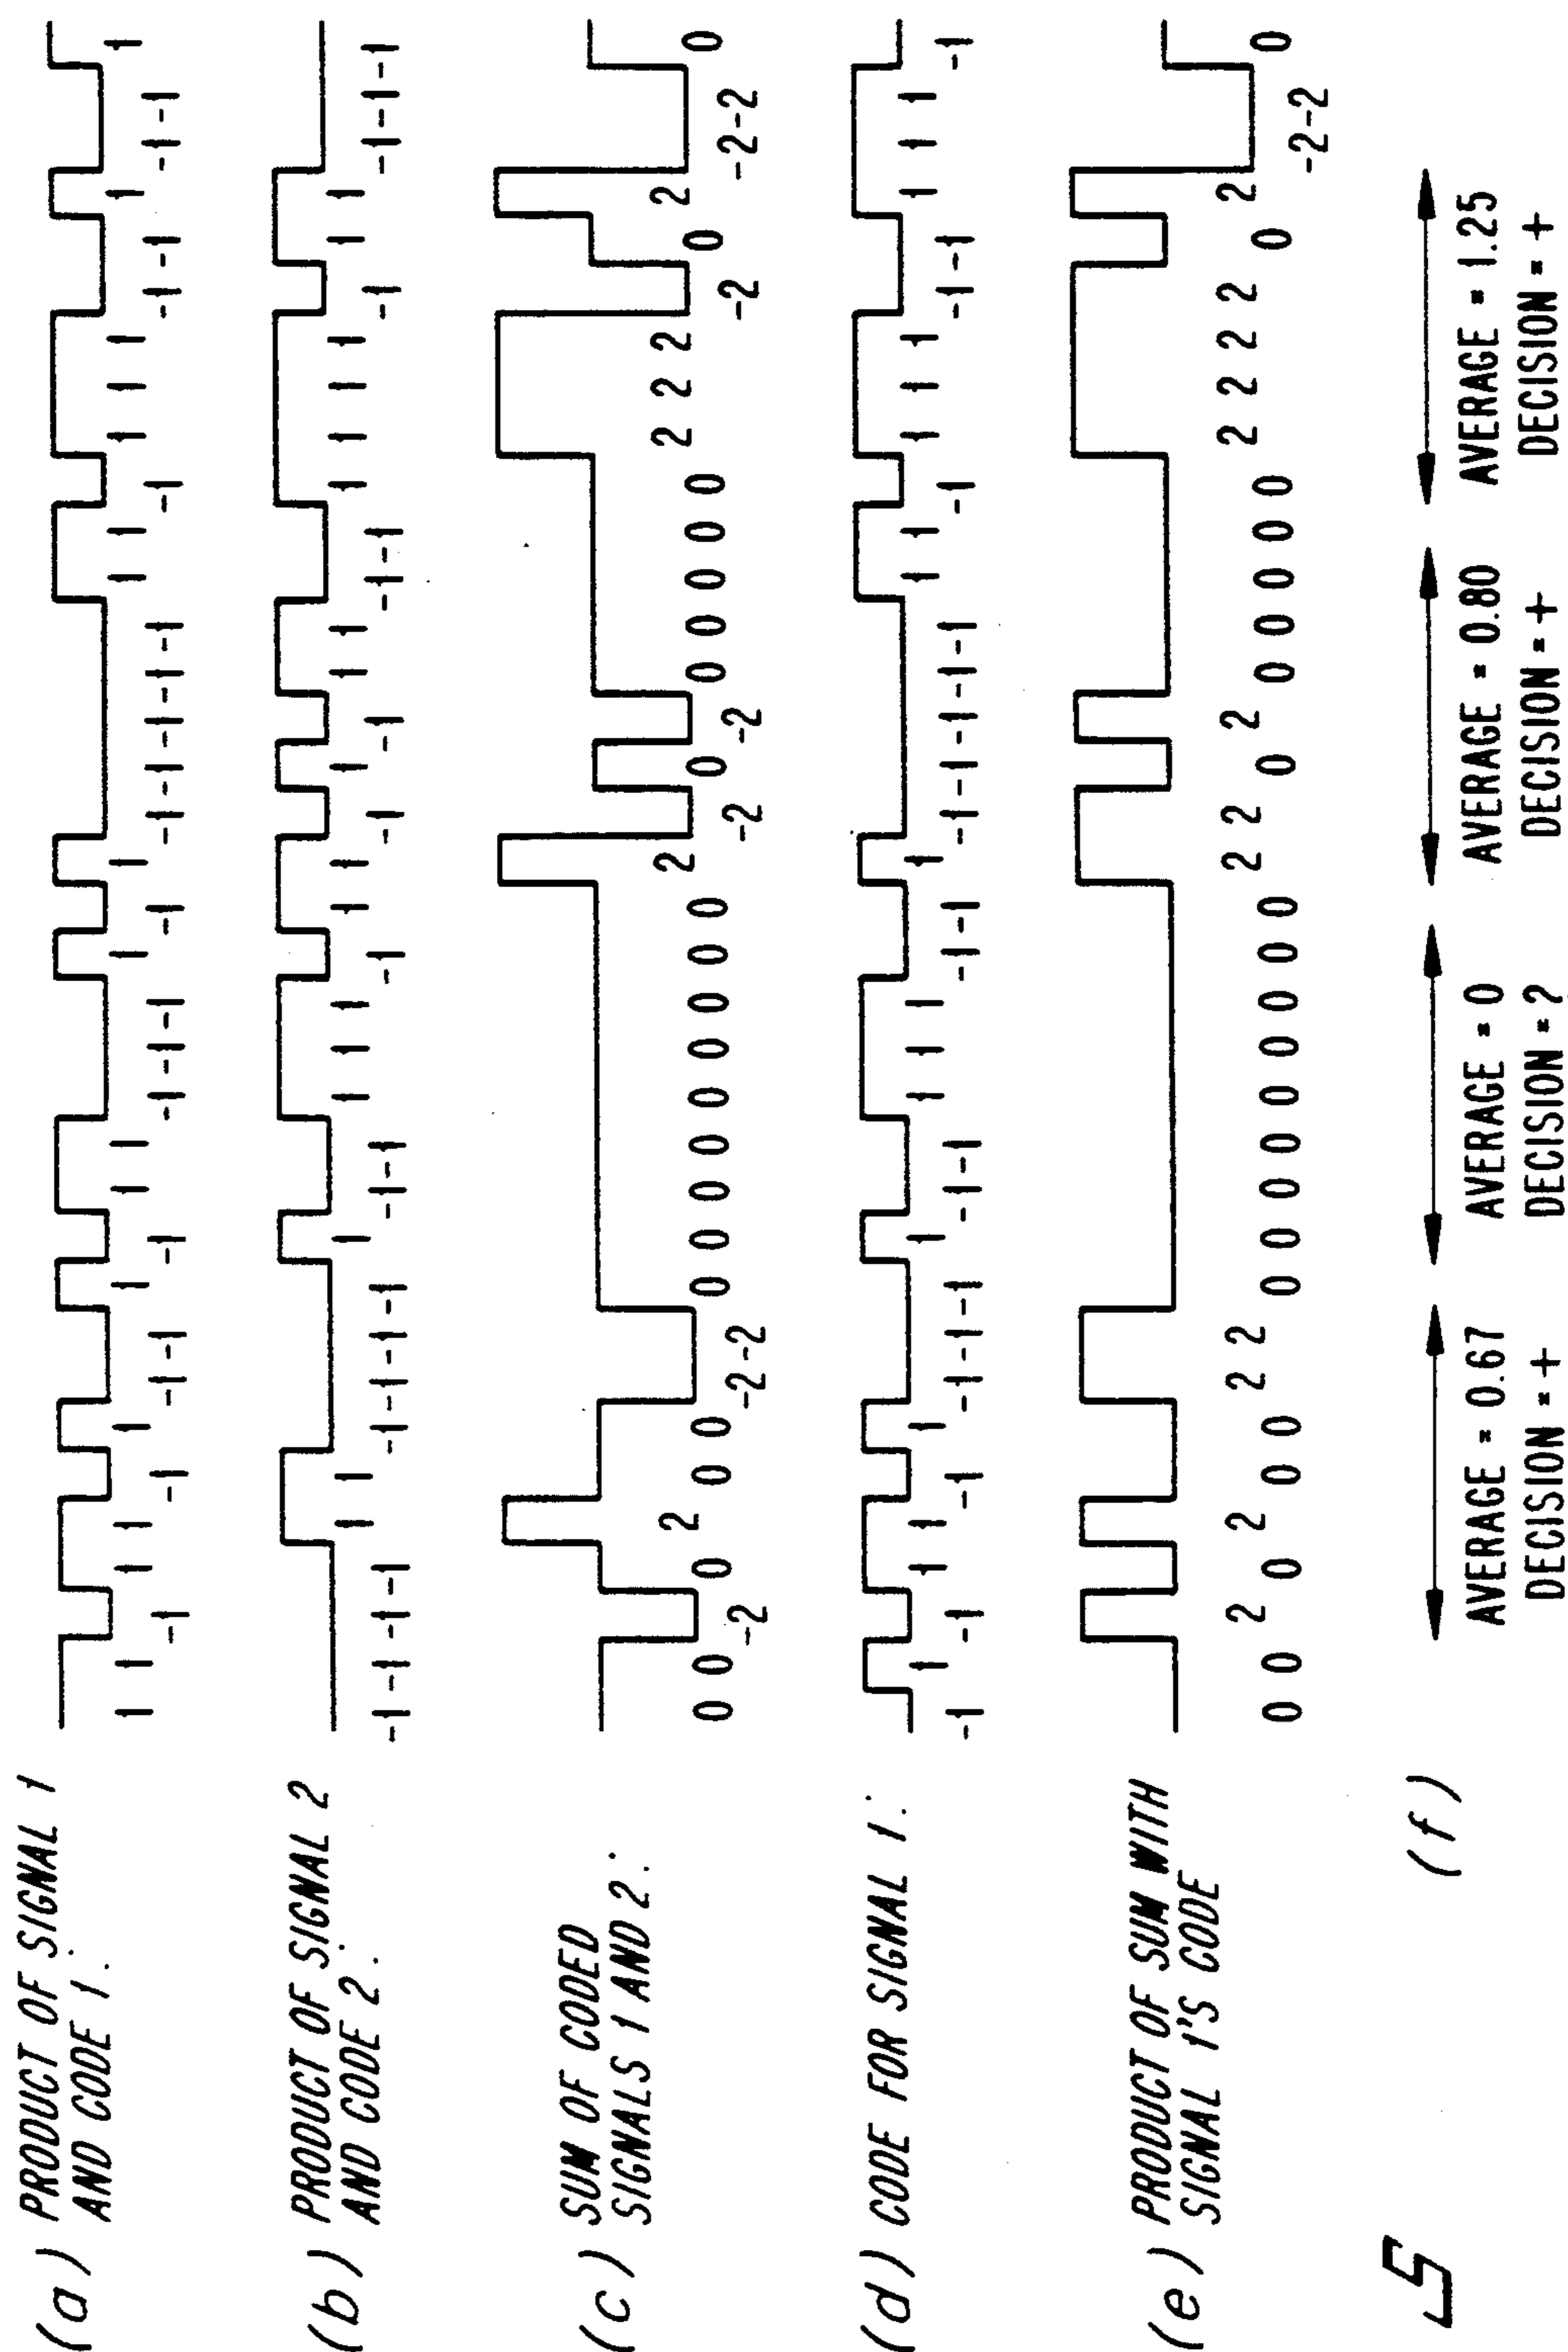 (a) PRODUCT OF SIGNAL 1
AND CODE 1:
1 1 -1 1 1 -1 1 -1 -1 1 -1 1 1 -1 -1 -1 1 -1 1 -1 -1 -1 -1 -1 1 1 -1 1 1 1 -1 -1 1 -1 -1 1
(b) PRODUCT OF SIGNAL 2
AND CODE 2:
-1 -1 -1 -1 1 1 -1 -1 -1 -1 1 -1 -1 1 1 1 -1 1 1 -1 1 -1 1 1 -1 -1 1 1 1 1 -1 1 1 -1 -1 -1
(c) SUM OF CODED
SIGNALS 1 AND 2:
0 0 -2 0 2 0 0 -2 -2 0 0 0 0 0 0 0 0 0 2 -2 0 -2 0 0 0 0 0 2 2 2 -2 0 2 -2 -2 0
(d) CODE FOR SIGNAL 1:
-1 1 -1 1 1 -1 1 -1 -1 -1 1 -1 -1 1 1 1 -1 -1 1 -1 -1 -1 -1 -1 1 1 -1 1 1 1 -1 -1 1 1 1 -1
(e) PRODUCT OF SUM WITH
SIGNAL 1'S CODE
0 0 2 0 2 0 0 2 2 0 0 0 0 0 0 0 0 0 2 2 0 2 0 0 0 0 0 2 2 2 2 0 2 -2 -2 0
(f)
AVERAGE = 0.67
DECISION = +
AVERAGE = 0
DECISION = ?
AVERAGE = 0.80
DECISION = +
AVERAGE = 1.25
DECISION = +
5